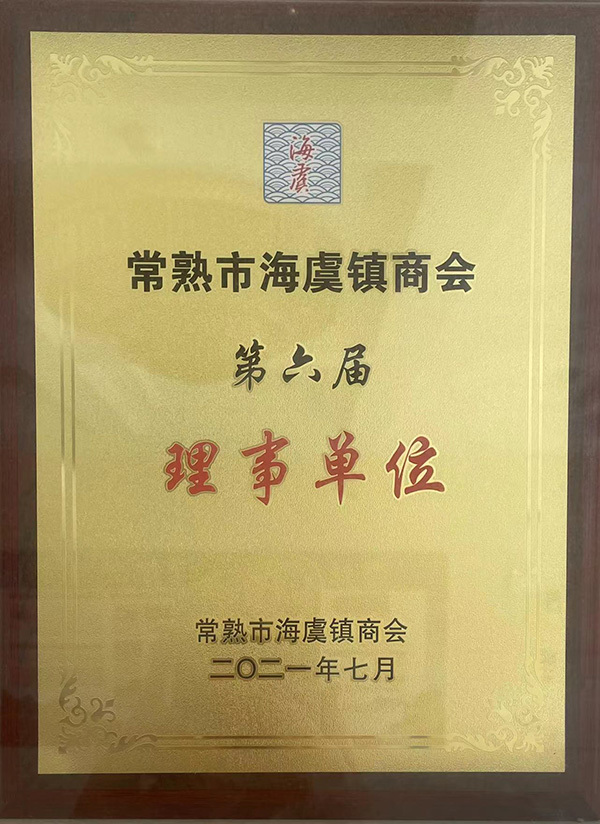 海虞
常熟市海虞镇商会
第六届
理事单位
常熟市海虞镇商会
二〇二一年七月